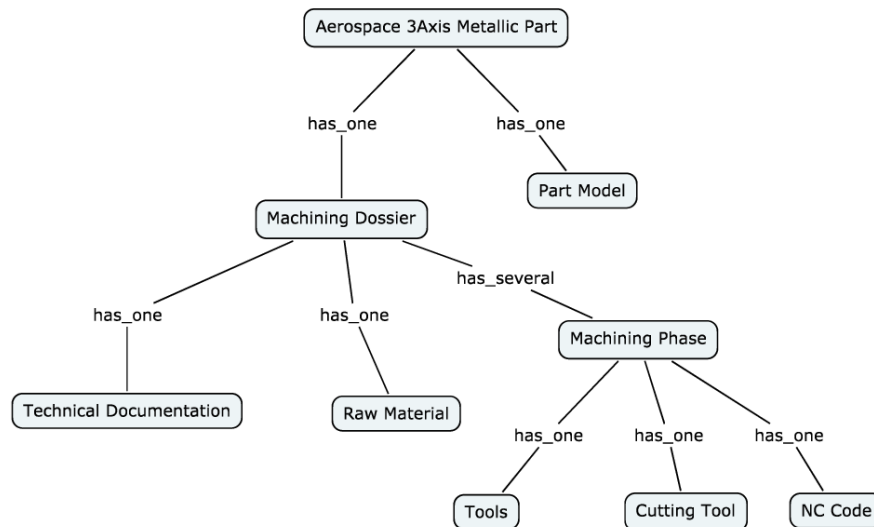 Aerospace 3Axis Metallic Part
has_one
has_one
Part Model
Machining Dossier
has_several
has_one
has_one
Machining Phase
Technical Documentation
Raw Material
has_one
has_one
has_one
Tools
Cutting Tool
NC Code